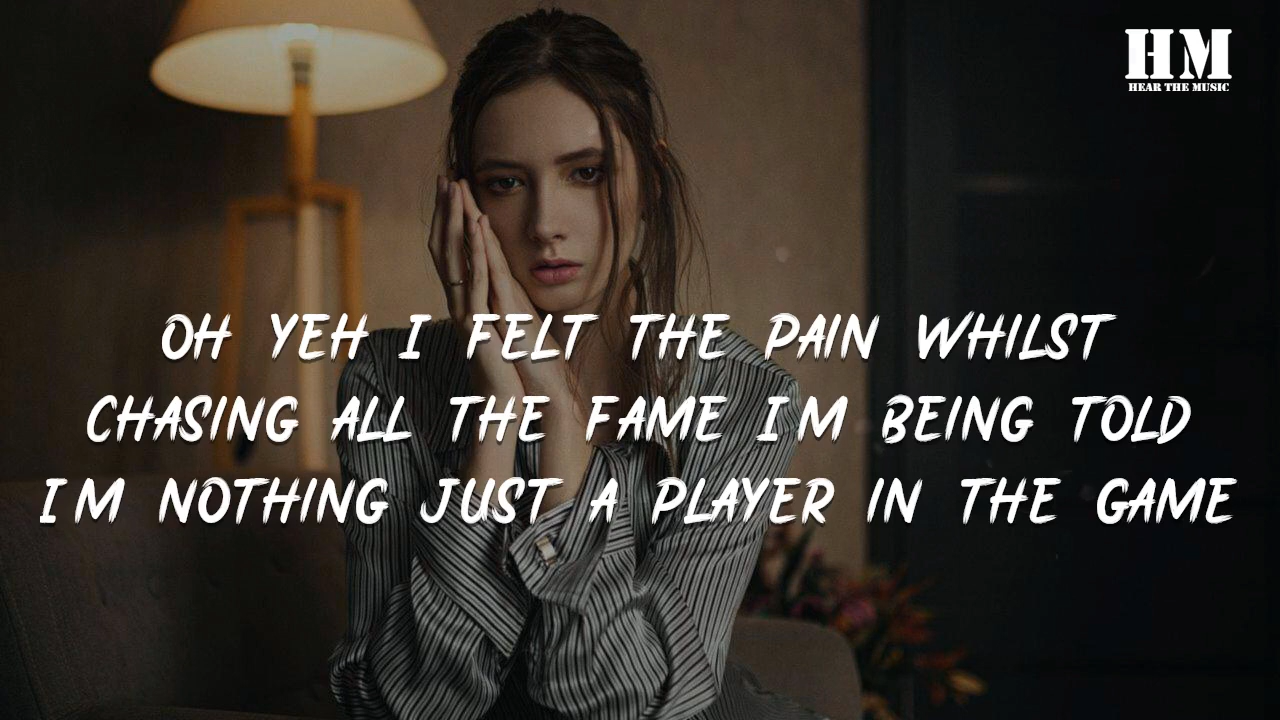 HM
HEAR THE MUSIC
OH YEH I FELT THE PAIN WHILST
CHASING ALL THE FAME I M BEING TOLD
I M NOTHING JUST A PLAYER IN THE GAME